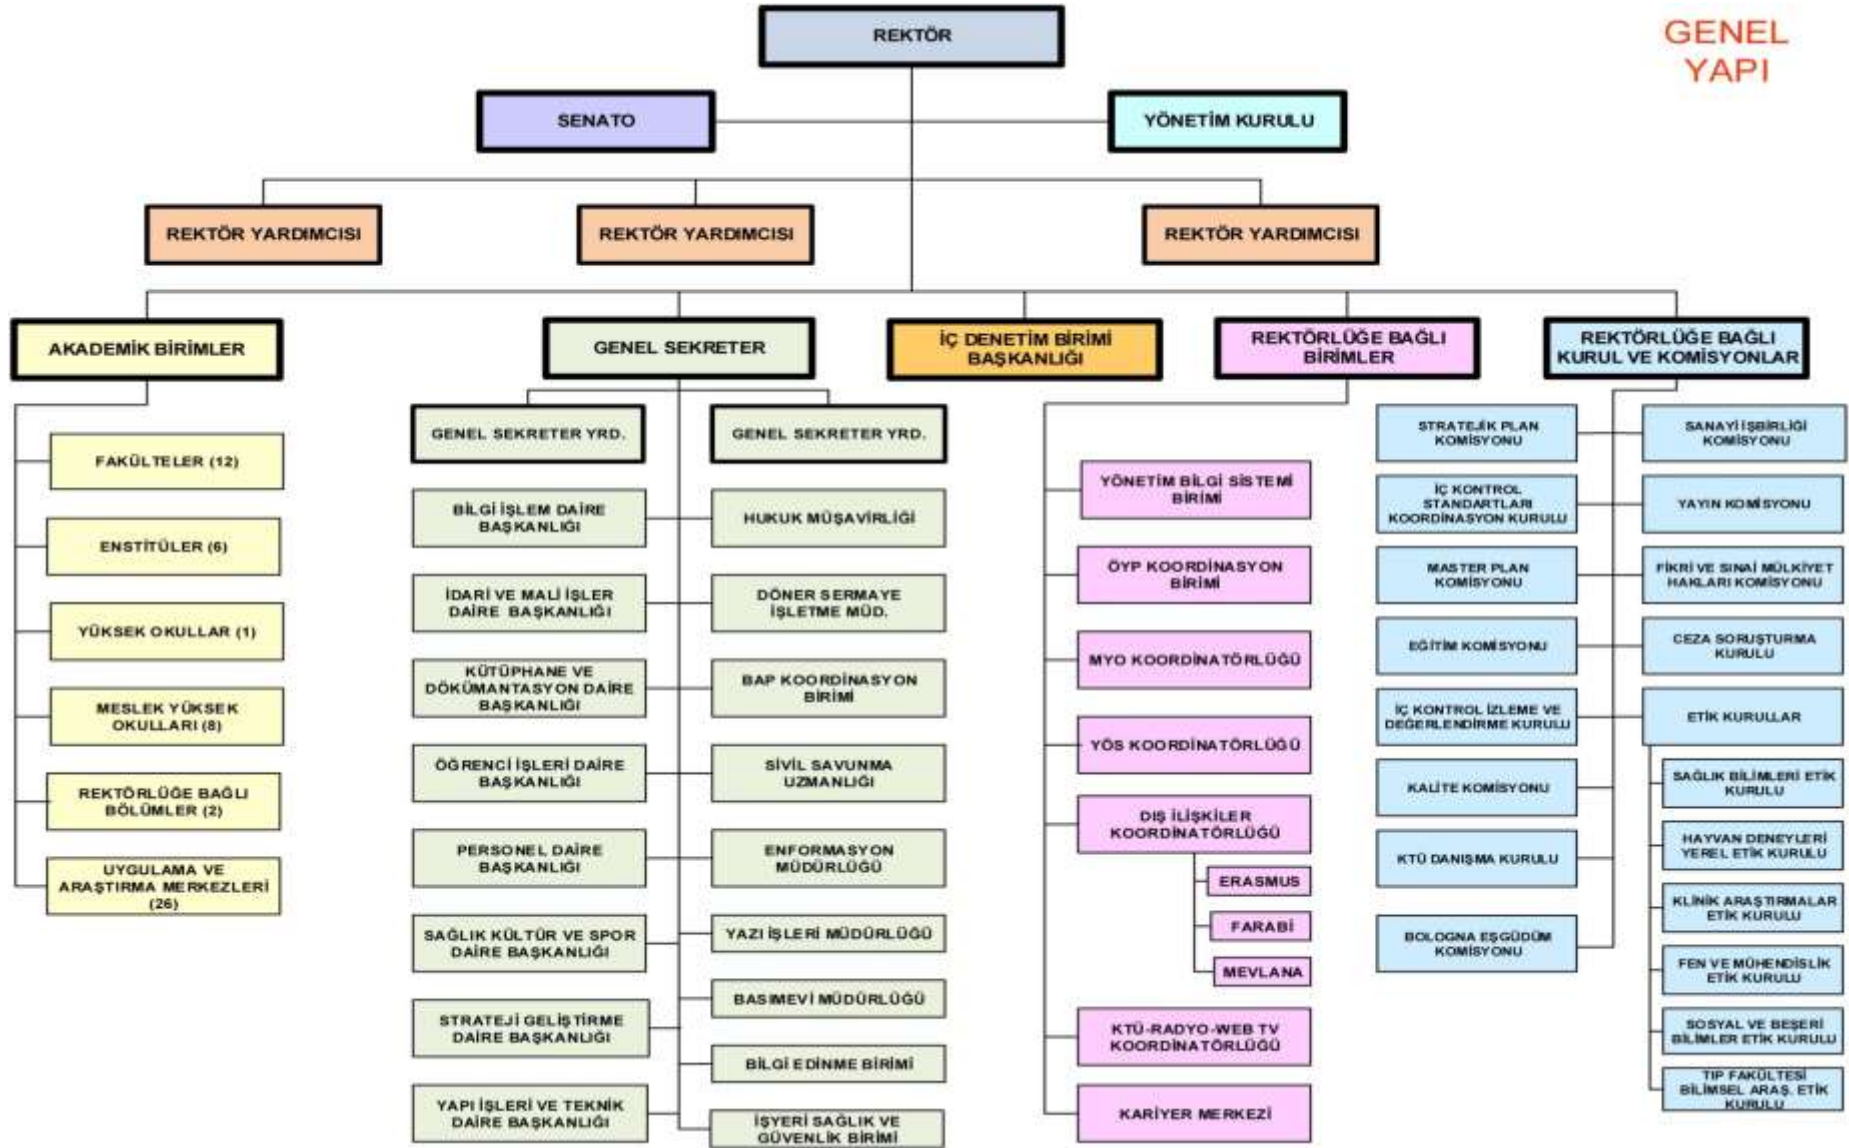 GENEL
YAPI
REKTÖR
SENATO
YÖNETİM KURULU
REKTÖR YARDIMCISI
REKTÖR YARDIMCISI
REKTÖR YARDIMCISI
AKADEMİK BİRİMLER
FAKÜLTELER (12)
ENSTİTÜLER (6)
YÜKSEK OKULLAR (1)
MESLEK YÜKSEK
OKULLARI (8)
REKTÖRLÜĞE BAĞLI
BÖLÜMLER (2)
UYGULAMA VE
ARAŞTIRMA MERKEZLERİ
(26)
GENEL SEKRETER
GENEL SEKRETER YRD.
BİLGİ İŞLEM DAİRE
BAŞKANLIĞI
İDARİ VE MALİ İŞLER
DAİRE BAŞKANLIĞI
KÜTÜPHANE VE
DÖKÜMANTASYON DAİRE
BAŞKANLIĞI
ÖĞRENCİ İŞLERİ DAİRE
BAŞKANLIĞI
PERSONEL DAİRE
BAŞKANLIĞI
SAĞLIK KÜLTÜR VE SPOR
DAİRE BAŞKANLIĞI
STRATEJİ GELİŞTİRME
DAİRE BAŞKANLIĞI
YAPI İŞLERİ VE TEKNİK
DAİRE BAŞKANLIĞI
GENEL SEKRETER YRD.
HUKUK MÜŞAVİRLİĞİ
DÖNER SERMAYE
İŞLETME MÜD.
BAP KOORDİNASYON
BİRİMİ
SİVİL SAVUNMA
UZMANLIĞI
ENFORMASYON
MÜDÜRLÜĞÜ
YAZI İŞLERİ MÜDÜRLÜĞÜ
BASIMEVİ MÜDÜRLÜĞÜ
BİLGİ EDİNME BİRİMİ
İŞYERİ SAĞLIK VE
GÜVENLİK BİRİMİ
İÇ DENETİM BİRİMİ
BAŞKANLIĞI
REKTÖRLÜĞE BAĞLI
BİRİMLER
YÖNETİM BİLGİ SİSTEMİ
BİRİMİ
ÖYP KOORDİNASYON
BİRİMİ
MYO KOORDİNATÖRLÜĞÜ
YÖS KOORDİNATÖRLÜĞÜ
DIŞ İLİŞKİLER
KOORDİNATÖRLÜĞÜ
ERASMUS
FARABİ
MEVLANA
KTÜ-RADYO-WEB TV
KOORDİNATÖRLÜĞÜ
KARİYER MERKEZİ
REKTÖRLÜĞE BAĞLI
KURUL VE KOMİSYONLAR
STRATEJİK PLAN
KOMİSYONU
İÇ KONTROL
STANDARTLARI
KOORDİNASYON KURULU
MASTER PLAN
KOMİSYONU
EĞİTİM KOMİSYONU
İÇ KONTROL İZLEME VE
DEĞERLENDİRME KURULU
KALİTE KOMİSYONU
KTÜ DANIŞMA KURULU
BOLOGNA EŞGÜDÜM
KOMİSYONU
SANAYİ İŞBİRLİĞİ
KOMİSYONU
YAYIN KOMİSYONU
FİKRİ VE SINAİ MÜLKİYET
HAKLARI KOMİSYONU
CEZA SORUŞTURMA
KURULU
ETİK KURULLAR
SAĞLIK BİLİMLERİ ETİK
KURULU
HAYVAN DENEYLERİ
YEREL ETİK KURULU
KLİNİK ARAŞTIRMALAR
ETİK KURULU
FEN VE MÜHENDİSLİK
ETİK KURULU
SOSYAL VE BEŞERİ
BİLİMLER ETİK KURULU
TIP FAKÜLTESİ
BİLİMSEL ARAŞ. ETİK
KURULU